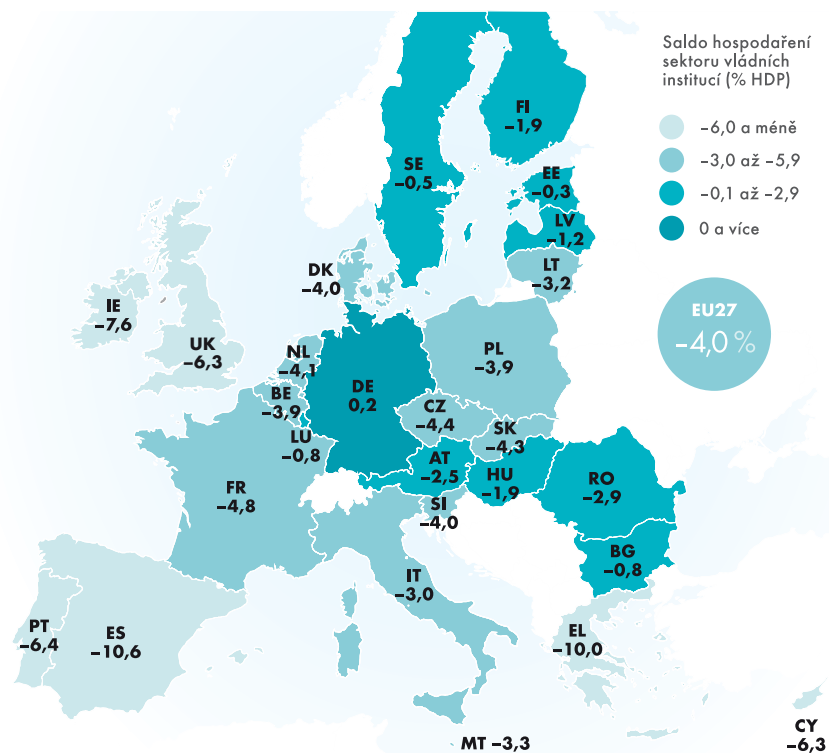 Saldo hospodaření
sektoru vládních
institucí (% HDP)
–6,0 a méně
–3,0 až –5,9
–0,1 až –2,9
0 a více
EU27
–4,0 %
FI
–1,9
SE
–0,5
EE
–0,3
LV
–1,2
LT
–3,2
DK
–4,0
IE
–7,6
UK
–6,3
NL
–4,1
BE
–3,9
LU
–0,8
DE
0,2
PL
–3,9
CZ
–4,4
SK
–4,3
AT
–2,5
HU
–1,9
RO
–2,9
SI
–4,0
FR
–4,8
BG
–0,8
IT
–3,0
PT
–6,4
ES
–10,6
EL
–10,0
MT –3,3
CY
–6,3